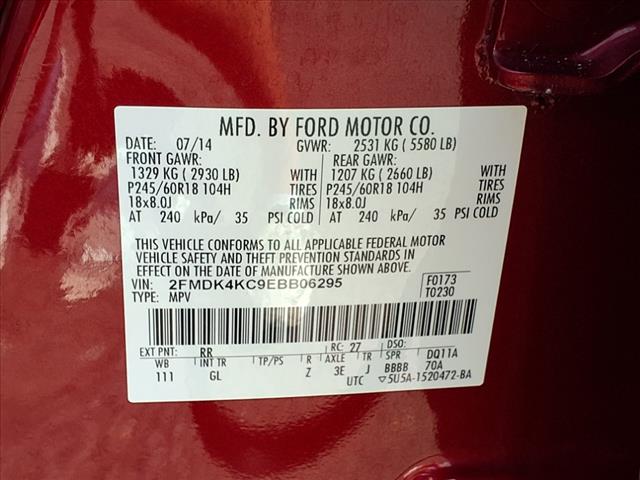 MFD. BY FORD MOTOR CO.
DATE: 07/14 GVWR: 2531 KG ( 5580 LB)
FRONT GAWR: REAR GAWR:
1329 KG ( 2930 LB) WITH 1207 KG ( 2660 LB) WITH
P245/60R18 104H TIRES P245/60R18 104H TIRES
18x8.0J RIMS 18x8.0J RIMS
AT 240 kPa/ 35 PSI COLD AT 240 kPa/ 35 PSI COLD
THIS VEHICLE CONFORMS TO ALL APPLICABLE FEDERAL MOTOR
VEHICLE SAFETY AND THEFT PREVENTION STANDARDS IN
EFFECT ON THE DATE OF MANUFACTURE SHOWN ABOVE.
VIN: 2FMDK4KC9EBB06295 F0173
TYPE: MPV T0230
EXT PNT: RR RC: 27 DSO:
WB INT TR TP/PS R AXLE TR SPR DQ11A
111 GL Z 3E J BBBB 70A
UTC ▽5U5A-1520472-BA